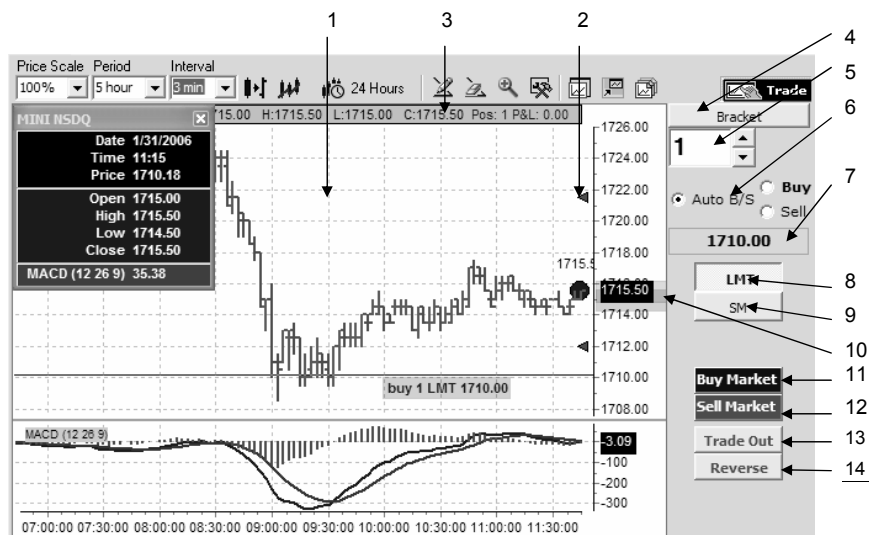 1 3 2
4
5
6
7
8
9
10
11
12
13
14
Price Scale Period Interval
100% 5 hour 3 min 24 Hours Trade
MINI NSDQ
Date 1/31/2006
Time 11:15
Price 1710.18
Open 1715.00
High 1715.50
Low 1714.50
Close 1715.50
MACD (12 26 9) 35.38
715.00 H:1715.50 L:1715.00 C:1715.50 Pos: 1 P&L: 0.00
1726.00
1724.00
1722.00
1720.00
1718.00
1715.50
1714.00
1712.00
1710.00
1708.00
1715.5
buy 1 LMT 1710.00
MACD (12 26 9)
-3.09
-100
-200
-300
07:00:00 07:30:00 08:00:00 08:30:00 09:00:00 09:30:00 10:00:00 10:30:00 11:00:00 11:30:00
Bracket
1
Auto B/S
Buy
Sell
1710.00
LMT
SM
Buy Market
Sell Market
Trade Out
Reverse